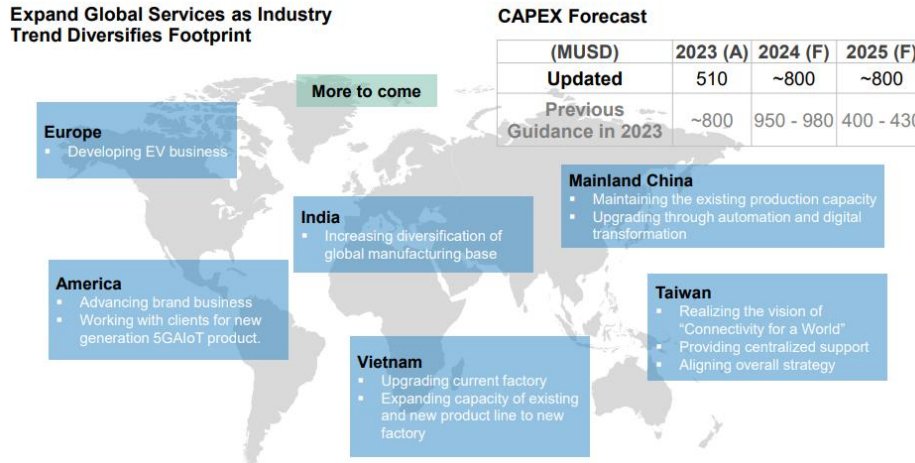 Expand Global Services as Industry
Trend Diversifies Footprint
CAPEX Forecast
(MUSD) 2023 (A) 2024 (F) 2025 (F)
Updated 510 ~800 ~800
Previous
Guidance in 2023 ~800 950 - 980 400 - 430
More to come
Europe
▪ Developing EV business
Mainland China
▪ Maintaining the existing production capacity
▪ Upgrading through automation and digital
transformation
India
▪ Increasing diversification of
global manufacturing base
America
▪ Advancing brand business
▪ Working with clients for new
generation 5GAIoT product.
Taiwan
▪ Realizing the vision of
“Connectivity for a World”
▪ Providing centralized support
▪ Aligning overall strategy
Vietnam
▪ Upgrading current factory
▪ Expanding capacity of existing
and new product line to new
factory